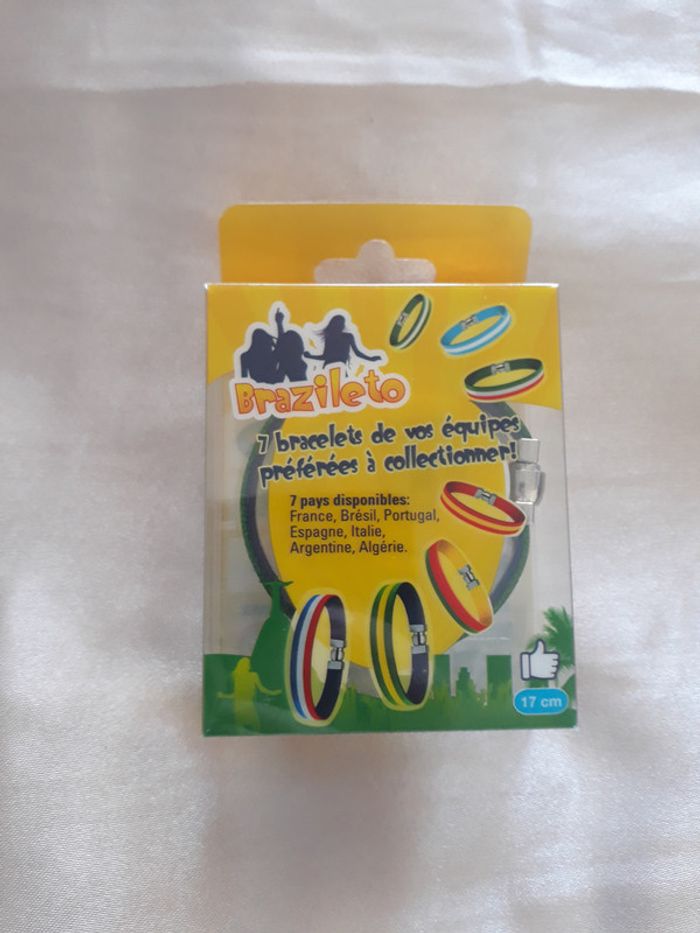 Brazileto
7 bracelets de vos équipes
préférées à collectionner!
7 pays disponibles:
France, Brésil, Portugal,
Espagne, Italie,
Argentine, Algérie.
17 cm